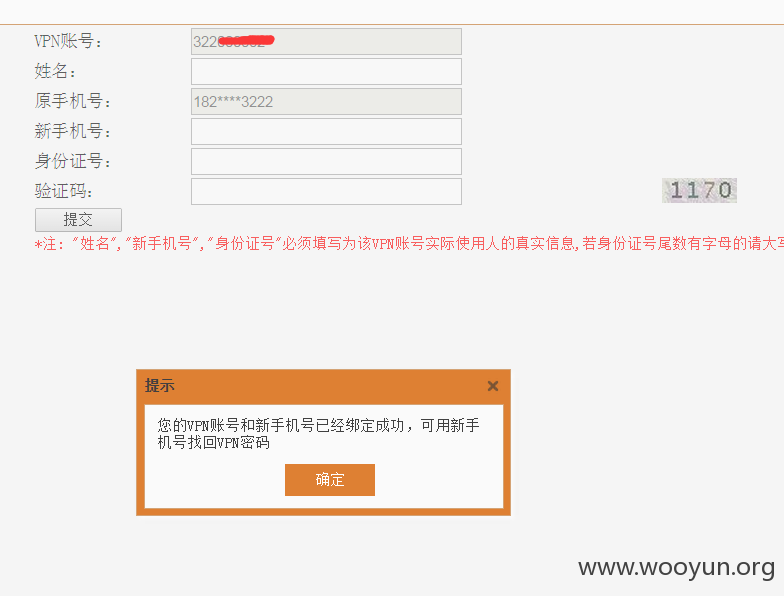 VPN账号：
322
姓名：
原手机号：
182****3222
新手机号：
身份证号：
验证码：
1170
提交
*注: "姓名","新手机号","身份证号"必须填写为该VPN账号实际使用人的真实信息,若身份证号尾数有字母的请大写
提示
您的VPN账号和新手机号已经绑定成功，可用新手
机号找回VPN密码
确定
www.wooyun.org